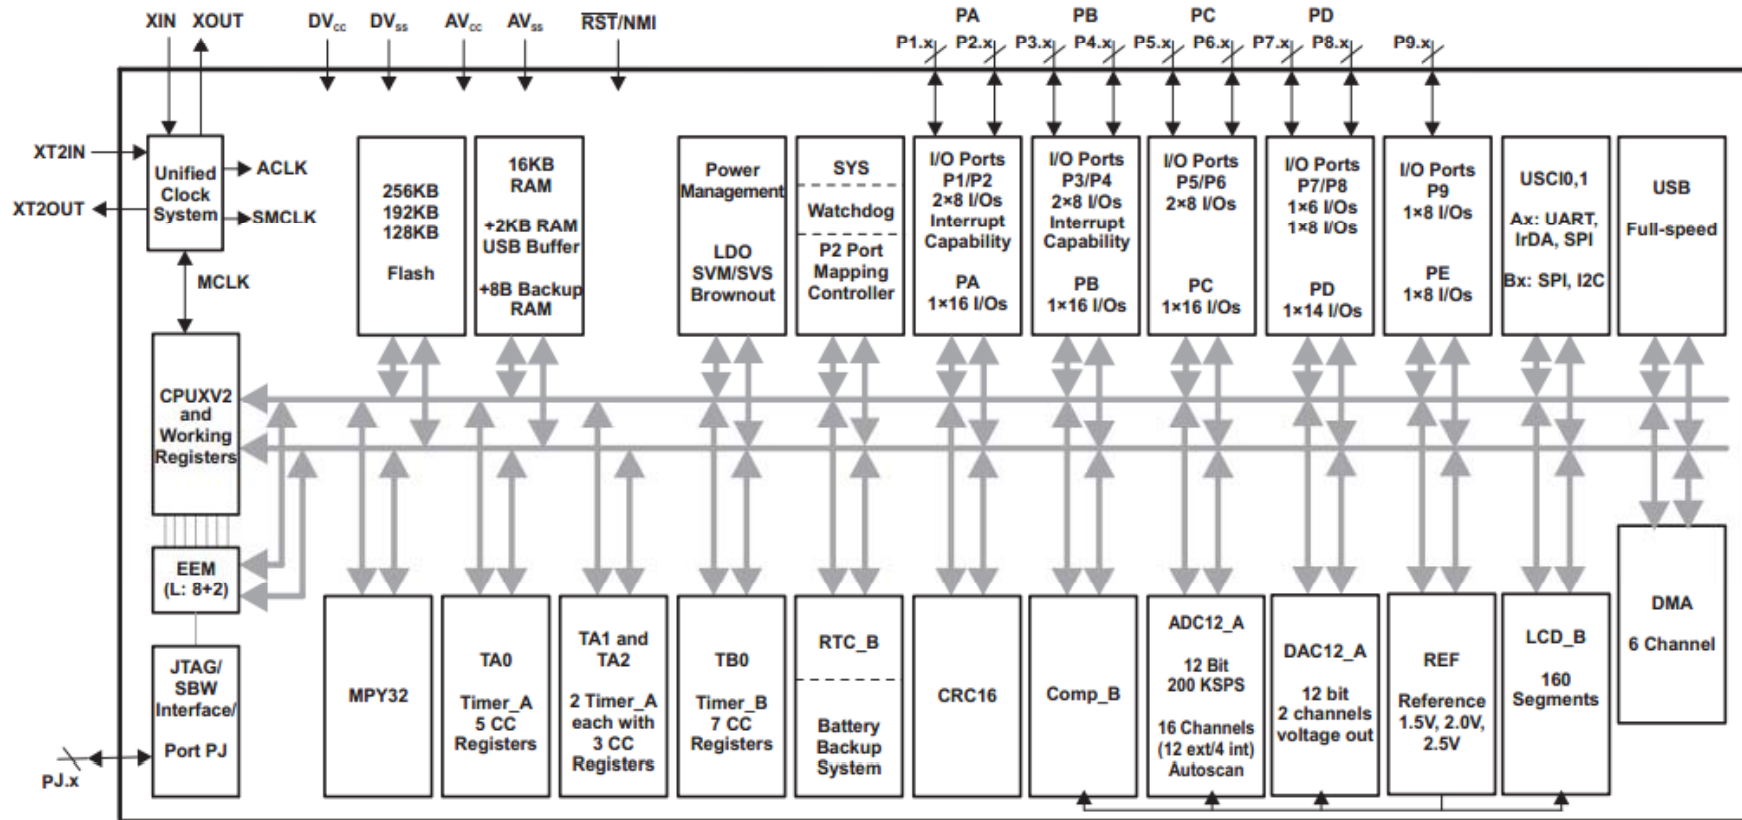 XIN
XOUT
DVcc
DVss
AVcc
AVss
RST/NMI
PA
PB
PC
PD
P1.x
P2.x
P3.x
P4.x
P5.x
P6.x
P7.x
P8.x
P9.x
XT2IN
XT2OUT
Unified
Clock
System
ACLK
SMCLK
MCLK
256KB
192KB
128KB
Flash
16KB
RAM
+2KB RAM
USB Buffer
+8B Backup
RAM
Power
Management
LDO
SVM/SVS
Brownout
SYS
Watchdog
P2 Port
Mapping
Controller
I/O Ports
P1/P2
2×8 I/Os
Interrupt
Capability
PA
1×16 I/Os
I/O Ports
P3/P4
2×8 I/Os
Interrupt
Capability
PB
1×16 I/Os
I/O Ports
P5/P6
2×8 I/Os
PC
1×16 I/Os
I/O Ports
P7/P8
1×6 I/Os
1×8 I/Os
PD
1×14 I/Os
I/O Ports
P9
1×8 I/Os
PE
1×8 I/Os
USCI0,1
Ax: UART,
IrDA, SPI
Bx: SPI, I2C
USB
Full-speed
CPUXV2
and
Working
Registers
EEM
(L: 8+2)
JTAG/
SBW
Interface/
Port PJ
PJ.x
MPY32
TA0
Timer_A
5 CC
Registers
TA1 and
TA2
2 Timer_A
each with
3 CC
Registers
TB0
Timer_B
7 CC
Registers
RTC_B
Battery
Backup
System
CRC16
Comp_B
ADC12_A
12 Bit
200 KSPS
16 Channels
(12 ext/4 int)
Autoscan
DAC12_A
12 bit
2 channels
voltage out
REF
Reference
1.5V, 2.0V,
2.5V
LCD_B
160
Segments
DMA
6 Channel